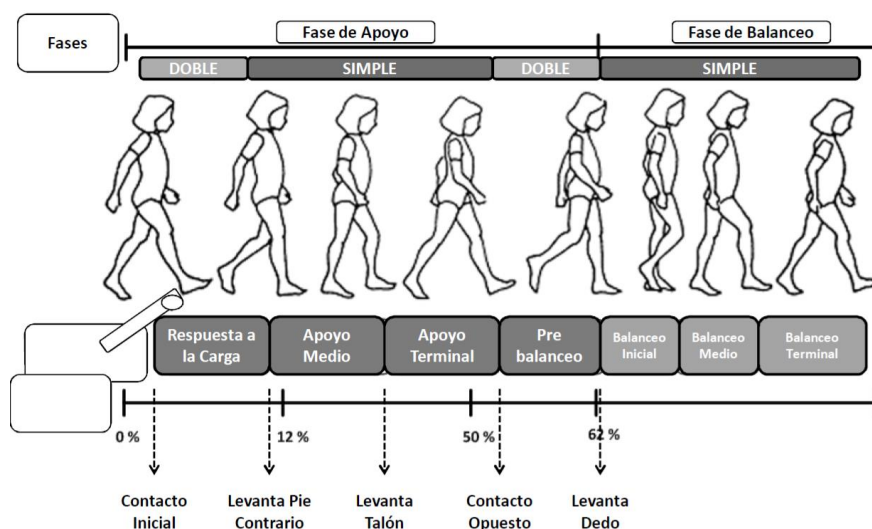 Fases
Fase de Apoyo
Fase de Balanceo
DOBLE
SIMPLE
DOBLE
SIMPLE
Respuesta a
la Carga
Apoyo
Medio
Apoyo
Terminal
Pre
balanceo
Balanceo
Inicial
Balanceo
Medio
Balanceo
Terminal
0 %
12 %
50 %
62 %
Contacto
Inicial
Levanta Pie
Contrario
Levanta
Talón
Contacto
Opuesto
Levanta
Dedo